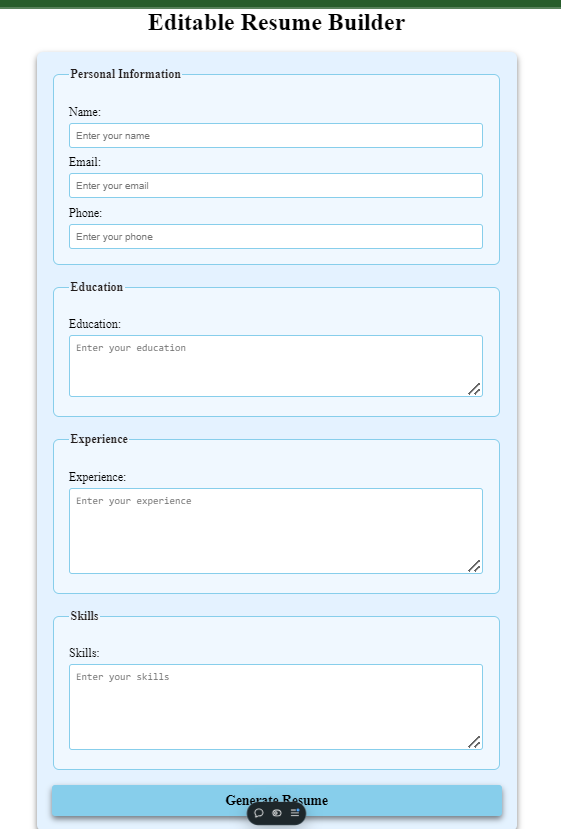 Editable Resume Builder
Personal Information
Name:
Enter your name
Email:
Enter your email
Phone:
Enter your phone
Education
Education:
Enter your education
Experience
Experience:
Enter your experience
Skills
Skills:
Enter your skills
Generate Resume